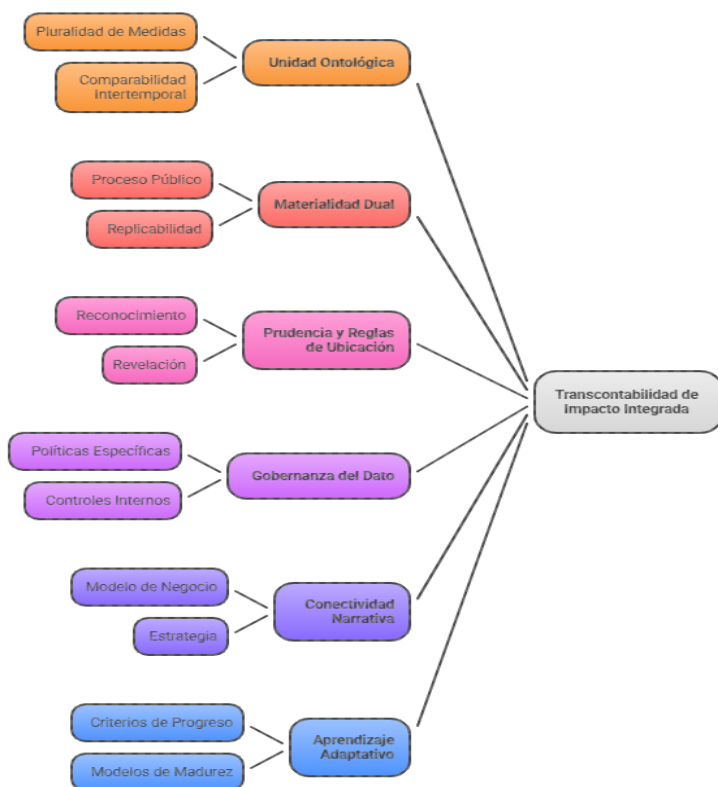 Pluralidad de Medidas
Comparabilidad
Intertemporal
Unidad Ontológica
Proceso Público
Replicabilidad
Materialidad Dual
Reconocimiento
Revelación
Prudencia y Reglas
de Ubicación
Políticas Específicas
Controles Internos
Gobernanza del Dato
Modelo de Negocio
Estrategia
Conectividad
Narrativa
Criterios de Progreso
Modelos de Madurez
Aprendizaje
Adaptativo
Transcontabilidad de
Impacto Integrada